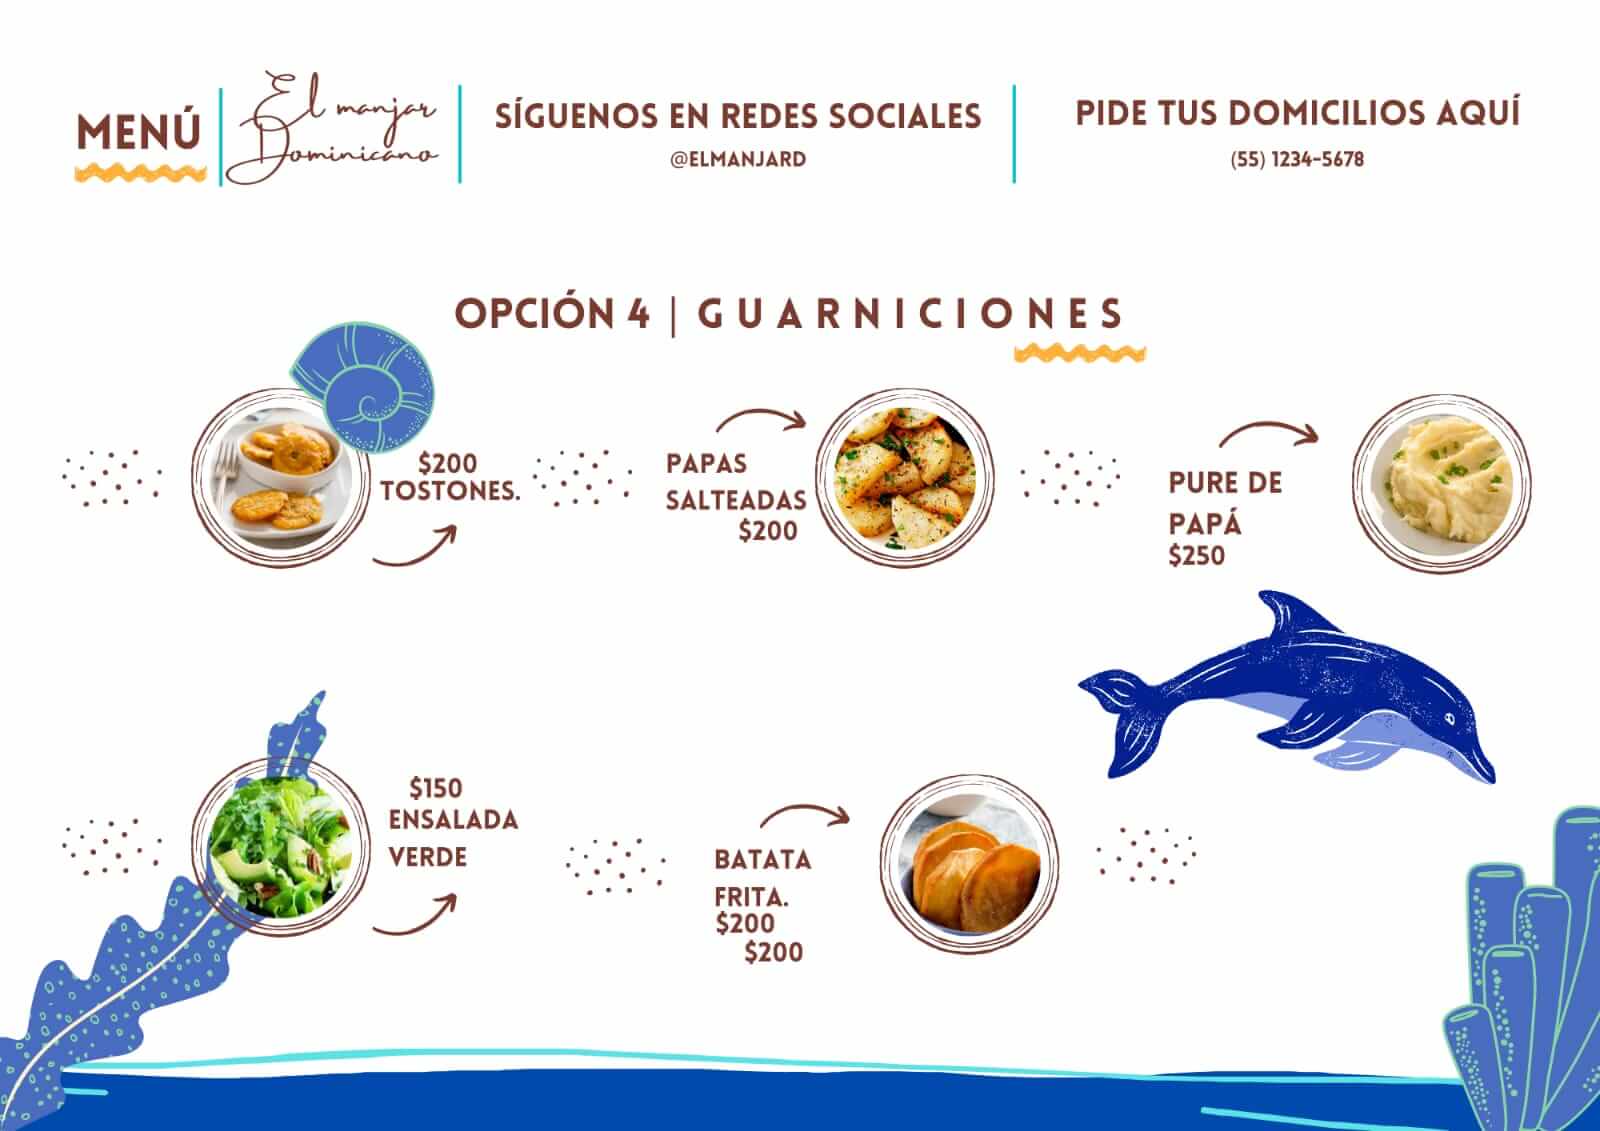 MENÚ
El manjar
Dominicano
SÍGUENOS EN REDES SOCIALES
@ELMANJARD
PIDE TUS DOMICILIOS AQUÍ
(55) 1234-5678
OPCIÓN 4 | GUARNICIONES
$200
TOSTONES.
PAPAS
SALTEADAS
$200
PURE DE
PAPÁ
$250
$150
ENSALADA
VERDE
BATATA
FRITA.
$200
$200